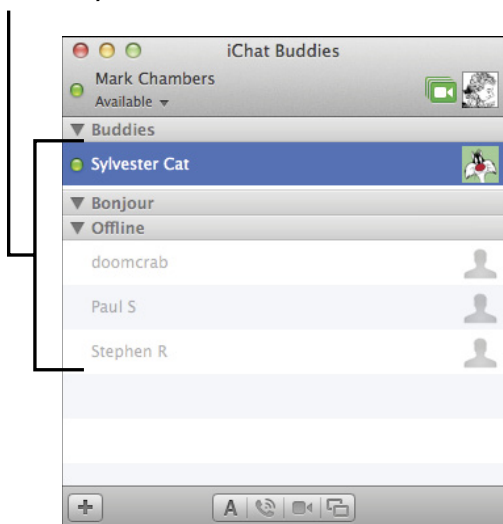 iChat Buddies
Mark Chambers
Available
Buddies
Sylvester Cat
Bonjour
Offline
doomcrab
Paul S
Stephen R
A